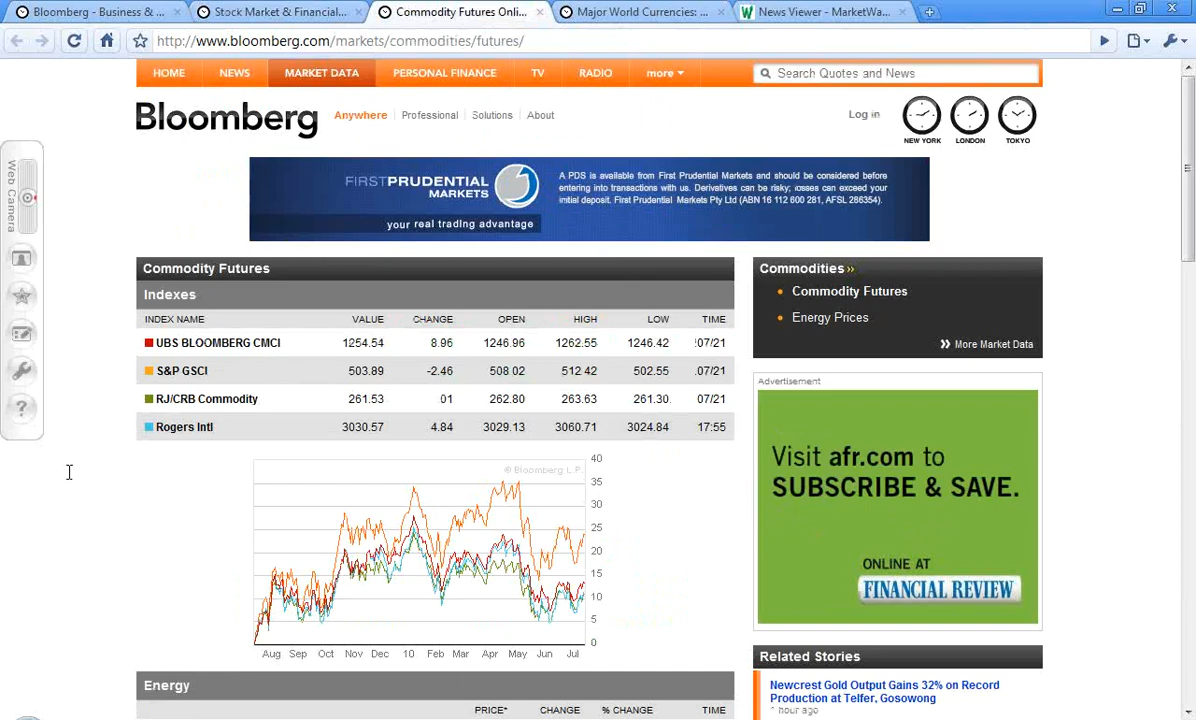 Bloomberg - Business & ...
Stock Market & Financial...
Commodity Futures Onli...
Major World Currencies: ...
News Viewer - MarketWa...
http://www.bloomberg.com/markets/commodities/futures/
HOME NEWS MARKET DATA PERSONAL FINANCE TV RADIO more
Search Quotes and News
Bloomberg
Anywhere Professional Solutions About
Log in
NEW YORK LONDON TOKYO
Web Camera
FIRSTPRUDENTIAL
MARKETS
your real trading advantage
A PDS is available from First Prudential Markets and should be considered before
entering into transactions with us. Derivatives can be risky; losses can exceed your
initial deposit. First Prudential Markets Pty Ltd (ABN 16 112 600 281, AFSL 286354).
Commodity Futures
Indexes
INDEX NAME VALUE CHANGE OPEN HIGH LOW TIME
UBS BLOOMBERG CMCI 1254.54 8.96 1246.96 1262.55 1246.42 07/21
S&P GSCI 503.89 -2.46 508 02 512.42 502.55 07/21
RJ/CRB Commodity 261.53 01 262.80 263.63 261.30 07/21
Rogers Intl 3030.57 4.84 3029.13 3060.71 3024.84 17:55
© Bloomberg L.P.
40
35
30
25
20
15
10
5
0
Aug Sep Oct Nov Dec 10 Feb Mar Apr May Jun Jul
Energy
PRICE* CHANGE % CHANGE TIME
Commodities »
Commodity Futures
Energy Prices
More Market Data
Advertisement
Visit afr.com to
SUBSCRIBE & SAVE.
ONLINE AT
FINANCIAL REVIEW
Related Stories
Newcrest Gold Output Gains 32% on Record
Production at Telfer, Gosowong
1 hour ago